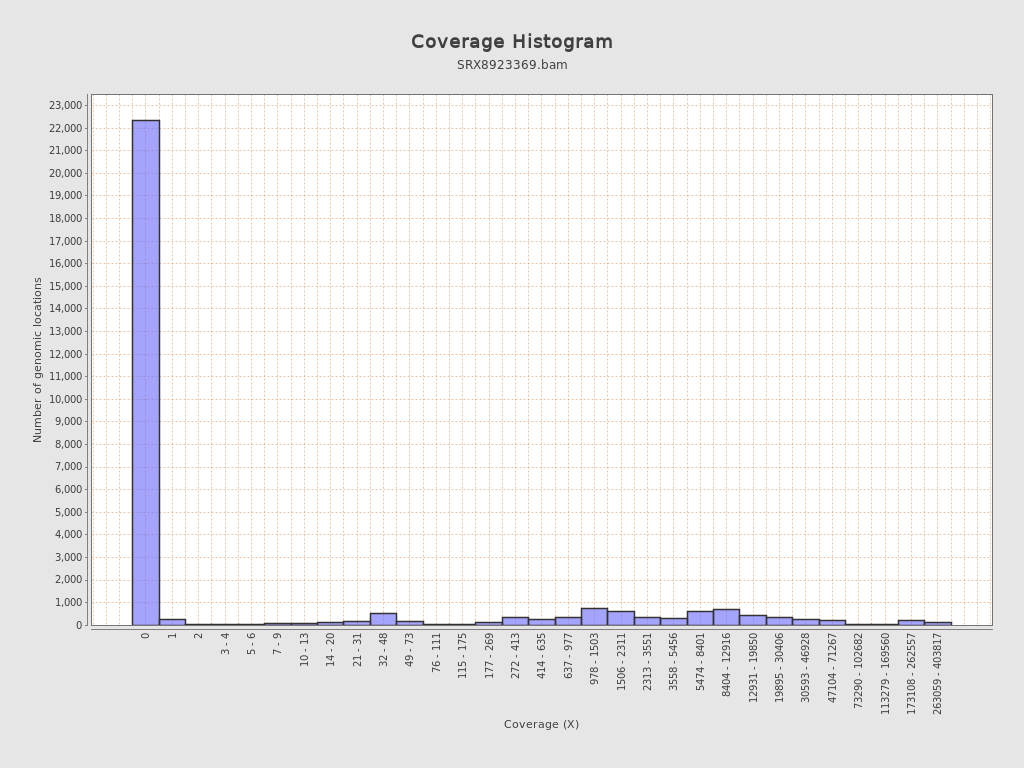 Coverage Histogram
SRX8923369.bam
23,000
22,000
21,000
20,000
19,000
18,000
17,000
16,000
15,000
14,000
13,000
12,000
11,000
10,000
9,000
8,000
7,000
6,000
5,000
4,000
3,000
2,000
1,000
0
Number of genomic locations
0
1
2
3 - 4
5 - 6
7 - 9
10 - 13
14 - 20
21 - 31
32 - 48
49 - 73
76 - 111
115 - 175
177 - 269
272 - 413
414 - 635
637 - 977
978 - 1503
1506 - 2311
2313 - 3551
3558 - 5456
5474 - 8401
8404 - 12916
12931 - 19850
19895 - 30406
30593 - 46928
47104 - 71267
73290 - 102682
113279 - 169560
173108 - 262557
263059 - 403817
Coverage (X)